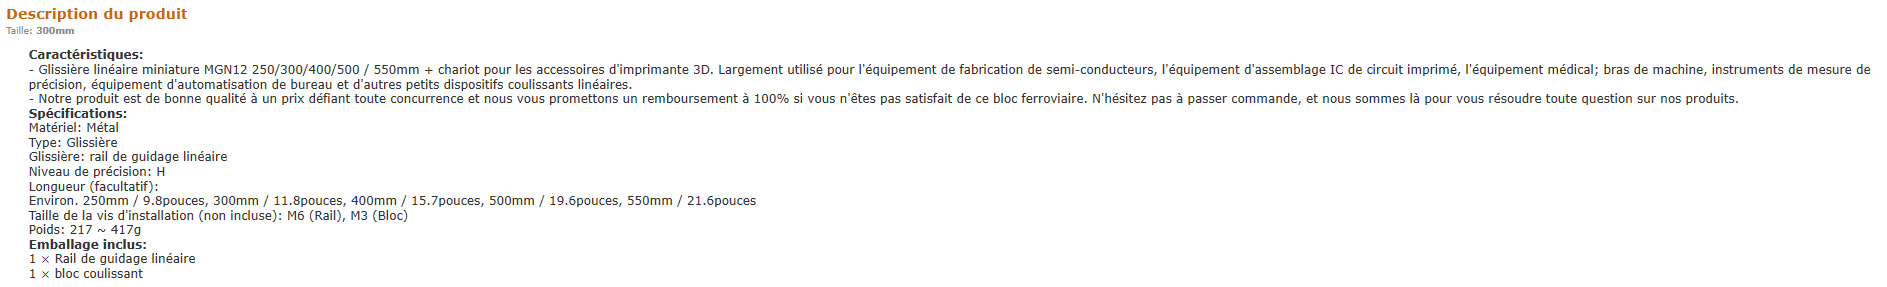 Description du produit
Taille: 300mm
Caractéristiques:
- Glissière linéaire miniature MGN12 250/300/400/500 / 550mm + chariot pour les accessoires d'imprimante 3D. Largement utilisé pour l'équipement de fabrication de semi-conducteurs, l'équipement d'assemblage IC de circuit imprimé, l'équipement médical; bras de machine, instruments de mesure de
précision, équipement d'automatisation de bureau et d'autres petits dispositifs coulissants linéaires.
- Notre produit est de bonne qualité à un prix défiant toute concurrence et nous vous promettons un remboursement à 100% si vous n'êtes pas satisfait de ce bloc ferroviaire. N'hésitez pas à passer commande, et nous sommes là pour vous résoudre toute question sur nos produits.
Spécifications:
Matériel: Métal
Type: Glissière
Glissière: rail de guidage linéaire
Niveau de précision: H
Longueur (facultatif):
Environ. 250mm / 9.8pouces, 300mm / 11.8pouces, 400mm / 15.7pouces, 500mm / 19.6pouces, 550mm / 21.6pouces
Taille de la vis d'installation (non incluse): M6 (Rail), M3 (Bloc)
Poids: 217 ~ 417g
Emballage inclus:
1 × Rail de guidage linéaire
1 × bloc coulissant